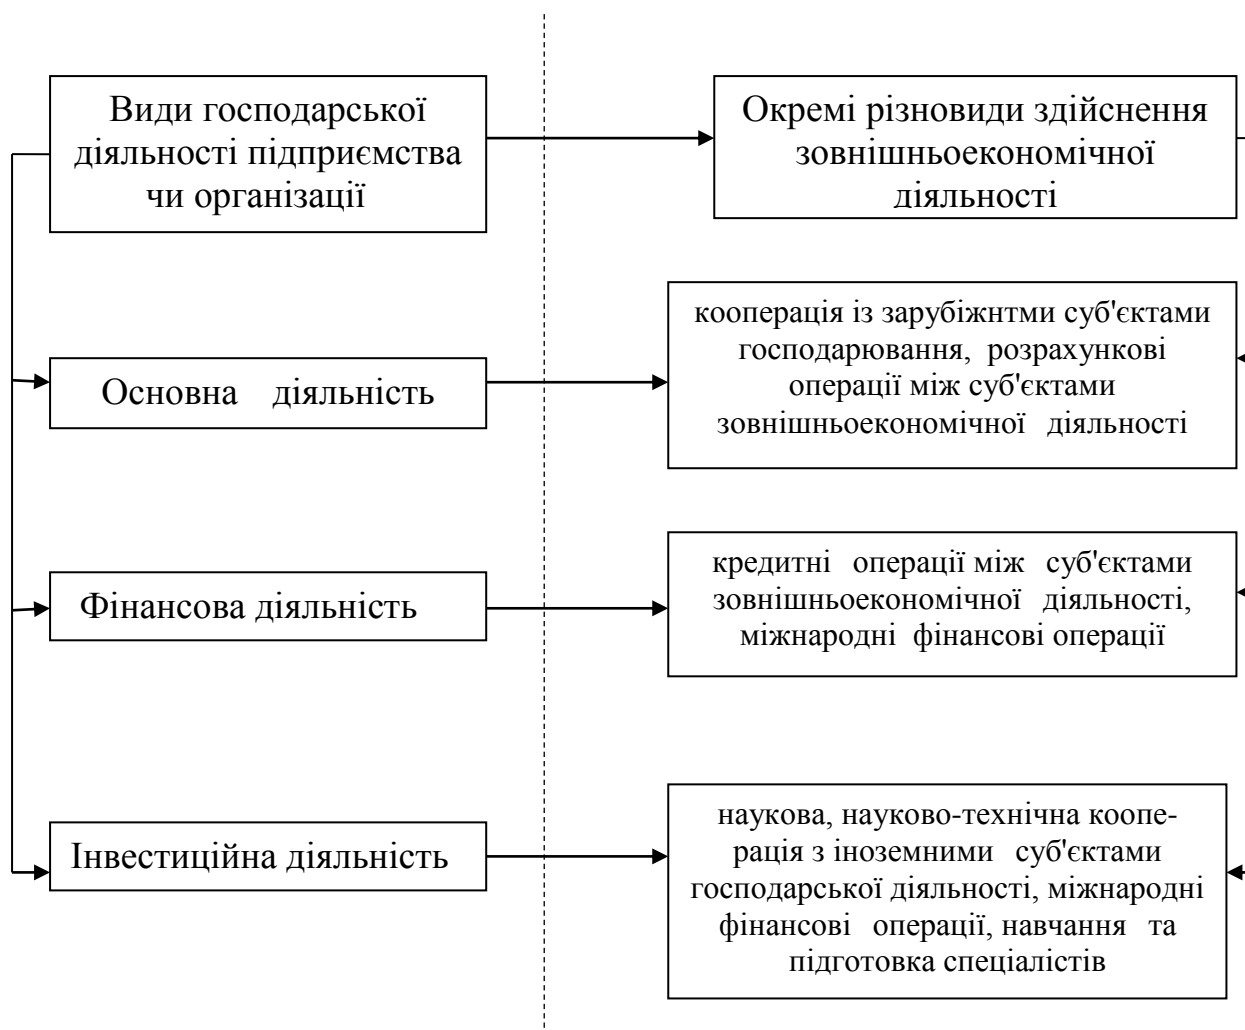 Види господарської
діяльності підприємства
чи організації
Окремі різновиди здійснення
зовнішньоекономічної
діяльності
Основна діяльність
кооперація із зарубіжнтми суб'єктами
господарювання, розрахункові
операції між суб'єктами
зовнішньоекономічної діяльності
Фінансова діяльність
кредитні операції між суб'єктами
зовнішньоекономічної діяльності,
міжнародні фінансові операції
Інвестиційна діяльність
наукова, науково-технічна коопе-
рація з іноземними суб'єктами
господарської діяльності, міжнародні
фінансові операції, навчання та
підготовка спеціалістів